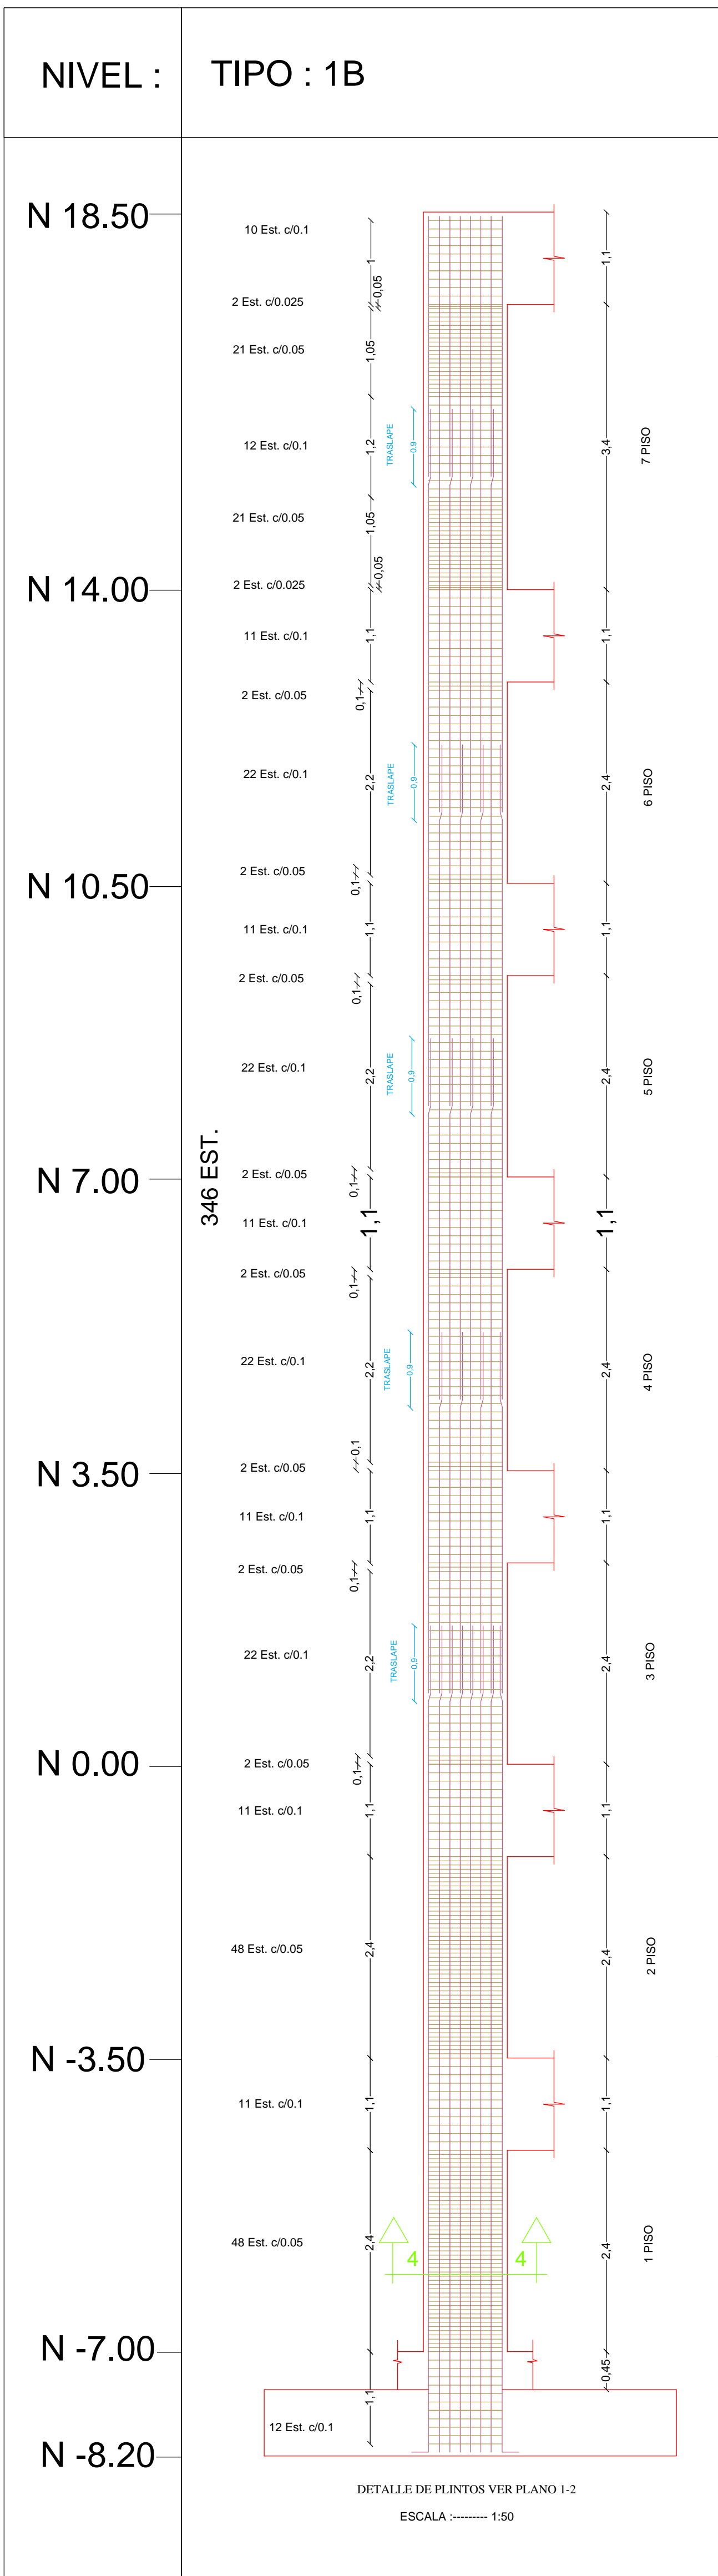 NIVEL :
TIPO : 1B
N 18.50
10 Est. c/0.1
1
1,1
0,05
2 Est. c/0.025
21 Est. c/0.05
1,05
12 Est. c/0.1
1,2
TRASLAPE
0,9
3,4
7 PISO
21 Est. c/0.05
1,05
0,05
2 Est. c/0.025
N 14.00
11 Est. c/0.1
1,1
1,1
2 Est. c/0.05
0,1
22 Est. c/0.1
2,2
TRASLAPE
0,9
2,4
6 PISO
2 Est. c/0.05
0,1
N 10.50
11 Est. c/0.1
1,1
1,1
2 Est. c/0.05
0,1
22 Est. c/0.1
2,2
TRASLAPE
0,9
2,4
5 PISO
346 EST.
2 Est. c/0.05
0,1
N 7.00
11 Est. c/0.1
1,1
1,1
2 Est. c/0.05
0,1
22 Est. c/0.1
2,2
TRASLAPE
0,9
2,4
4 PISO
0,1
2 Est. c/0.05
N 3.50
11 Est. c/0.1
1,1
1,1
2 Est. c/0.05
0,1
22 Est. c/0.1
2,2
TRASLAPE
0,9
2,4
3 PISO
2 Est. c/0.05
0,1
N 0.00
11 Est. c/0.1
1,1
1,1
48 Est. c/0.05
2,4
2,4
2 PISO
N -3.50
11 Est. c/0.1
1,1
1,1
48 Est. c/0.05
2,4
4
4
2,4
1 PISO
N -7.00
0,45
1,1
12 Est. c/0.1
N -8.20
DETALLE DE PLINTOS VER PLANO 1-2
ESCALA :--------- 1:50